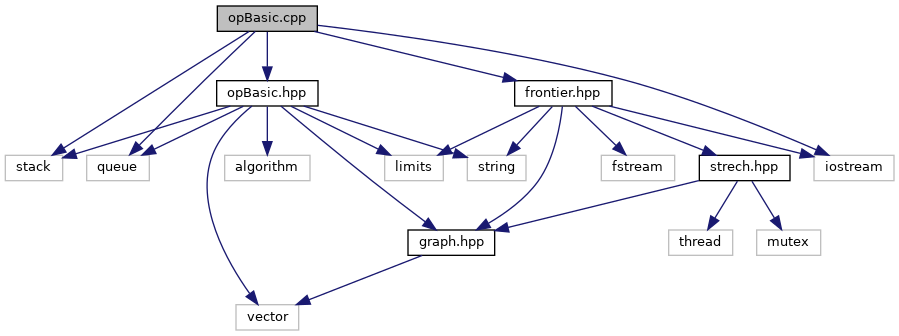 opBasic.cpp
opBasic.hpp
frontier.hpp
stack
queue
algorithm
limits
string
fstream
strech.hpp
iostream
graph.hpp
thread
mutex
vector